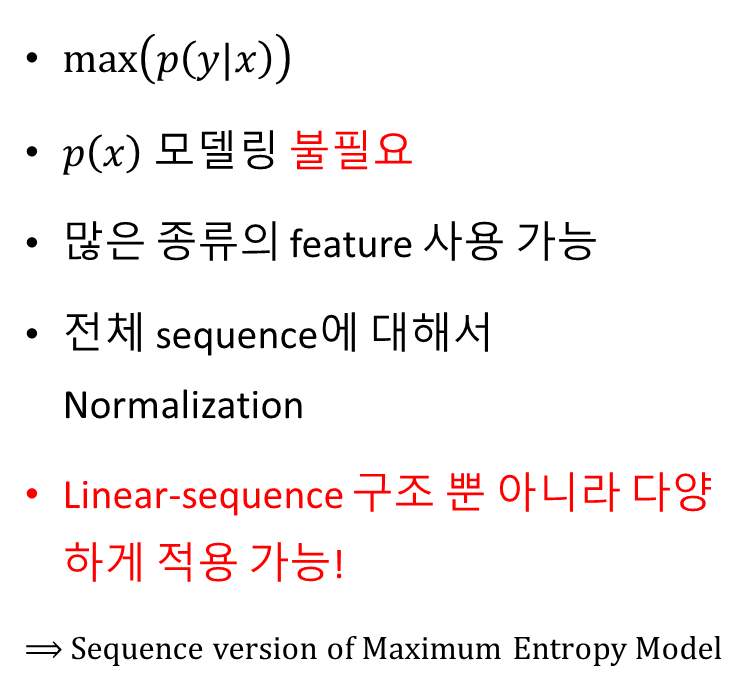 • max(p(y|x))
• p(x) 모델링 불필요
• 많은 종류의 feature 사용 가능
• 전체 sequence에 대해서
Normalization
• Linear-sequence 구조 뿐 아니라 다양
하게 적용 가능!
⟹ Sequence version of Maximum Entropy Model